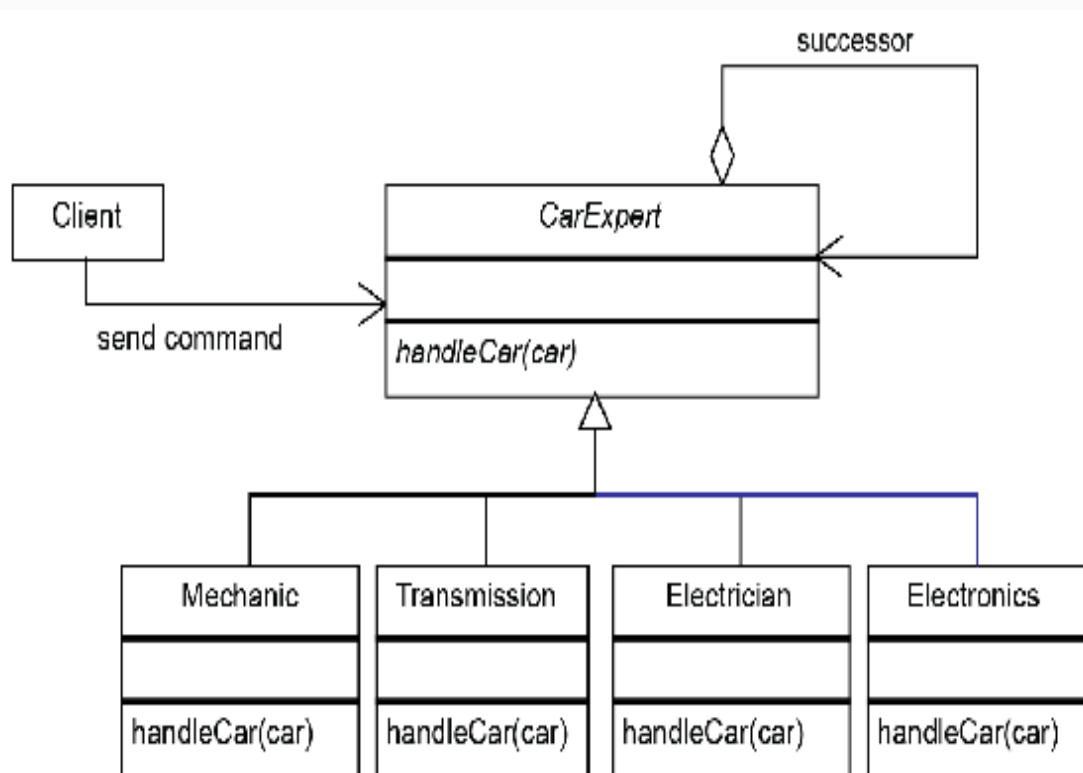 successor
Client
CarExpert
send command
handleCar(car)
Mechanic
Transmission
Electrician
Electronics
handleCar(car)
handleCar(car)
handleCar(car)
handleCar(car)